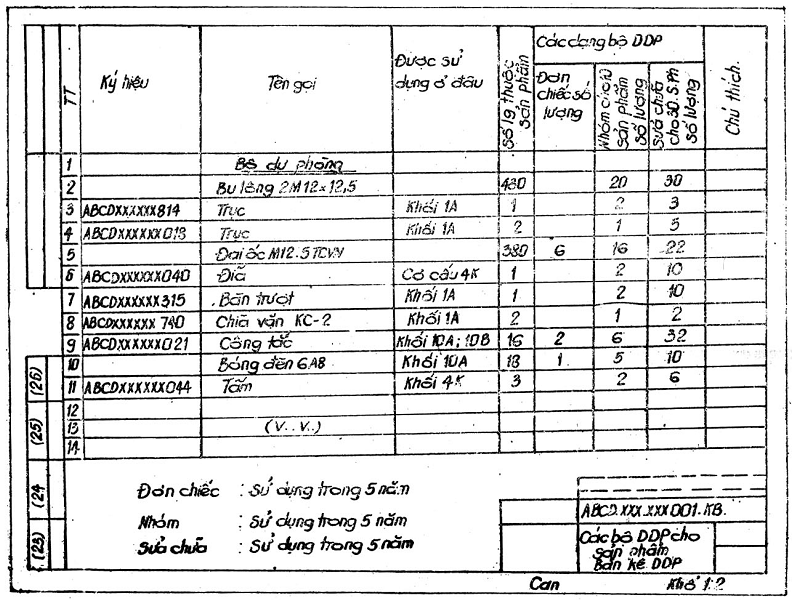 TT
Ký hiệu
Tên gọi
Được sử dụng ở đâu
Số lg thuộc sản phẩm
Các dạng bộ DDP
Đơn chiếc số lượng
Nhóm sản phẩm số lượng
Sửa chữa cho 30.S.Ph số lượng
Chú thích.
1 Bộ dự phòng
2 Bu lông 2M12×12,5 480 20 30
3 ABCDXXXXXX814 Trục Khối 1A 1 2 3
4 ABCDXXXXXX013 Trục Khối 1A 2 1 5
5 Đai ốc M12.5 TCVN 380 6 16 22
6 ABCDXXXXXX040 Đĩa Cơ cấu 4K 1 2 10
7 ABCDXXXXXX315 Bàn trượt Khối 1A 1 2 10
8 ABCDXXXXXX 740 Chìa vặn KC-2 Khối 1A 2 1 2
9 ABCDXXXXXX021 Công tắc Khối 10A; 10B 16 2 6 32
10 Bóng đèn 6A8 Khối 10A 18 1 5 10
11 ABCDXXXXXX044 Tấm Khối 4K 3 2 6
12
13 (V..V..)
14
(26)
(25)
(24
(23)
Đơn chiếc : Sử dụng trong 5 năm
Nhóm : Sử dụng trong 5 năm
Sửa chữa : Sử dụng trong 5 năm
ABCD.XXX.XXX001.KB.
Các bộ DDP cho
sản phẩm
Bản kê DDP
Can Khổ 1:2